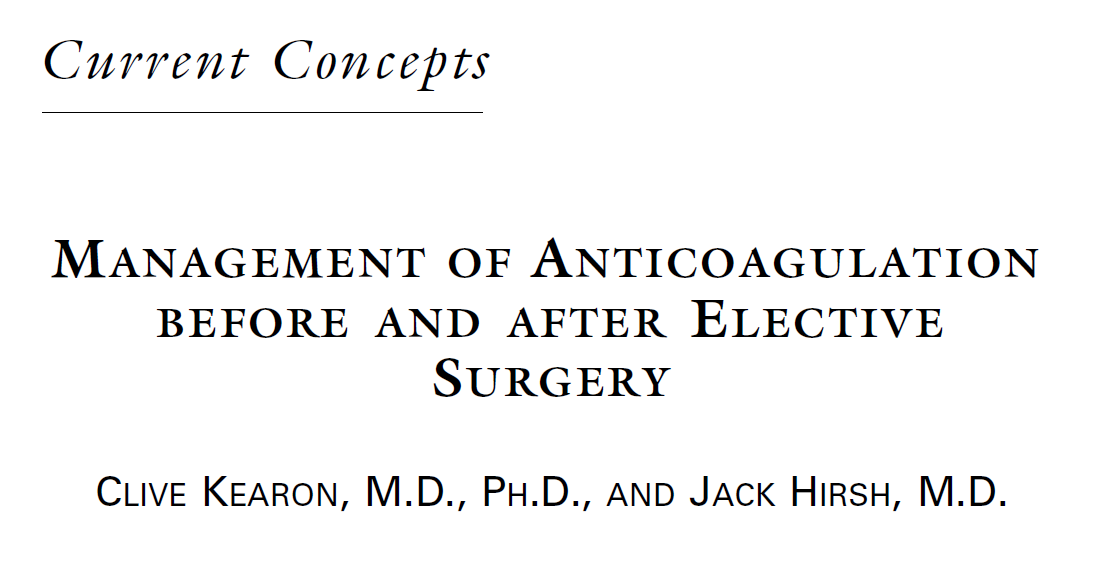 Current Concepts
MANAGEMENT OF ANTICOAGULATION
BEFORE AND AFTER ELECTIVE
SURGERY
CLIVE KEARON, M.D., PH.D., AND JACK HIRSH, M.D.